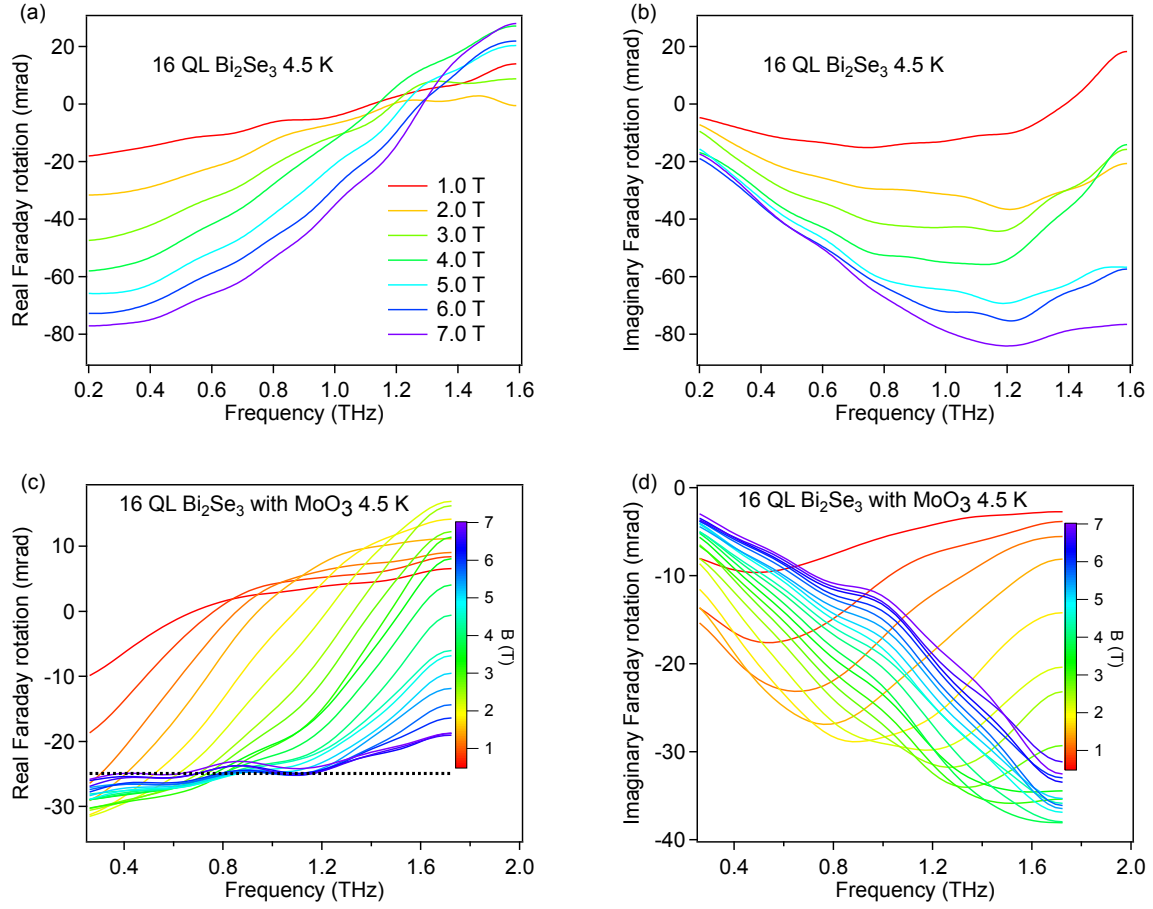 (a)
Real Faraday rotation (mrad)
20
0
-20
-40
-60
-80
16 QL Bi₂Se₃ 4.5 K
1.0 T
2.0 T
3.0 T
4.0 T
5.0 T
6.0 T
7.0 T
0.2 0.4 0.6 0.8 1.0 1.2 1.4 1.6
Frequency (THz)
(b)
Imaginary Faraday rotation (mrad)
20
0
-20
-40
-60
-80
16 QL Bi₂Se₃ 4.5 K
0.2 0.4 0.6 0.8 1.0 1.2 1.4 1.6
Frequency (THz)
(c)
Real Faraday rotation (mrad)
10
0
-10
-20
-30
16 QL Bi₂Se₃ with MoO₃ 4.5 K
7
6
5
4
3
2
1
B (T)
0.4 0.8 1.2 1.6 2.0
Frequency (THz)
(d)
Imaginary Faraday rotation (mrad)
0
-10
-20
-30
-40
16 QL Bi₂Se₃ with MoO3 4.5 K
7
6
5
4
3
2
1
B (T)
0.4 0.8 1.2 1.6 2.0
Frequency (THz)